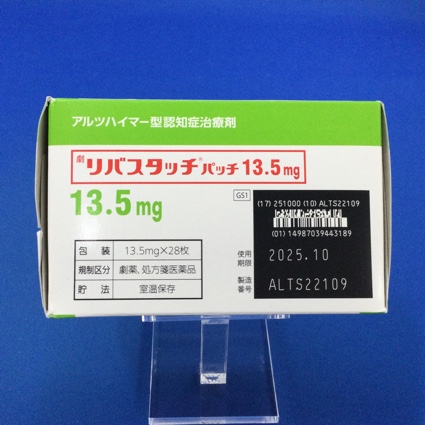 アルツハイマー型認知症治療剤
劇 リバスタッチ®パッチ 13.5mg
13.5mg
GS1
(17) 251000 (10) ALTS22109
(01) 14987039443189
包装 13.5mg×28枚
規制区分 劇薬、処方箋医薬品
貯法 室温保存
使用期限 2025.10
製造番号 ALTS22109